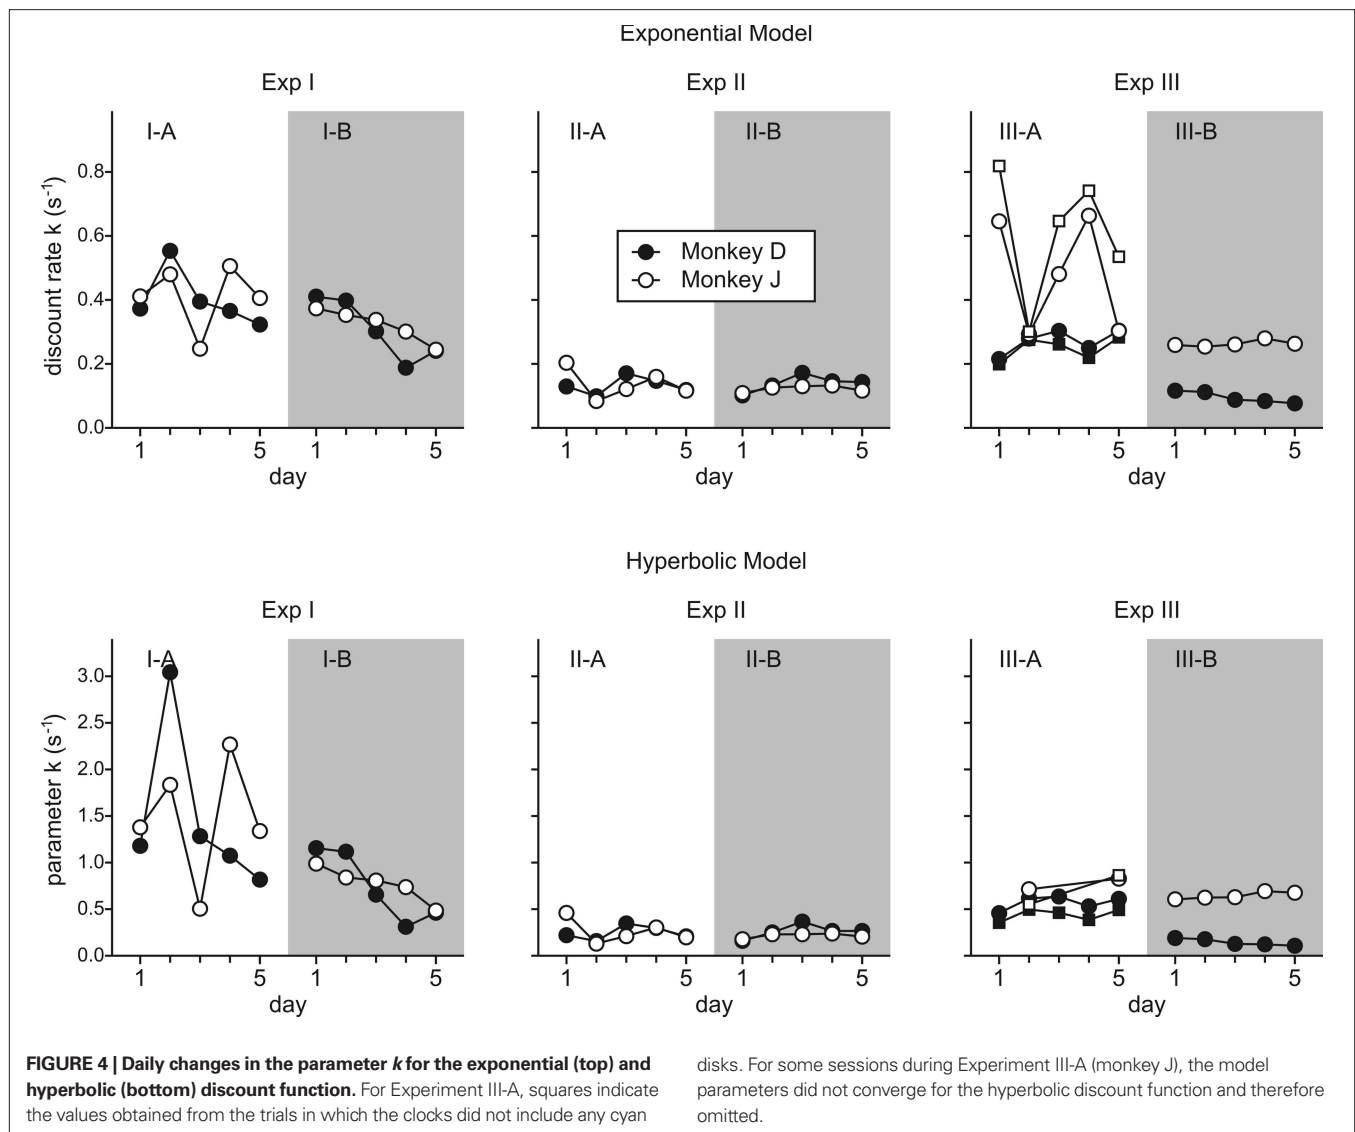 Exponential Model
Exp I
Exp II
Exp III
I-A
I-B
II-A
II-B
III-A
III-B
discount rate k (s⁻¹)
0.8
0.6
0.4
0.2
0.0
Monkey D
Monkey J
1
5
1
5
1
5
1
5
1
5
1
5
day
day
day
Hyperbolic Model
Exp I
Exp II
Exp III
I-A
I-B
II-A
II-B
III-A
III-B
parameter k (s⁻¹)
3.0
2.5
2.0
1.5
1.0
0.5
0.0
1
5
1
5
1
5
1
5
1
5
1
5
day
day
day
FIGURE 4 | Daily changes in the parameter k for the exponential (top) and
hyperbolic (bottom) discount function. For Experiment III-A, squares indicate
the values obtained from the trials in which the clocks did not include any cyan
disks. For some sessions during Experiment III-A (monkey J), the model
parameters did not converge for the hyperbolic discount function and therefore
omitted.